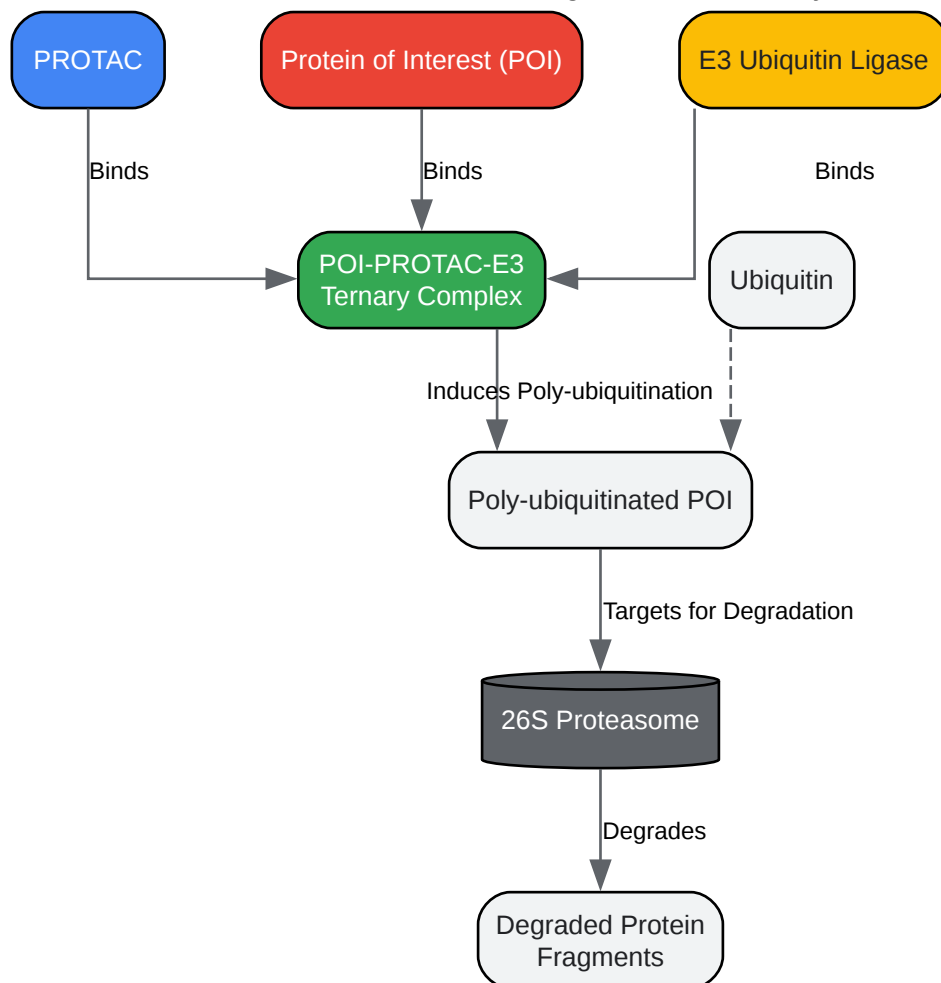 PROTAC
Protein of Interest (POI)
E3 Ubiquitin Ligase
Binds
Binds
Binds
POI-PROTAC-E3
Ternary Complex
Ubiquitin
Induces Poly-ubiquitination
Poly-ubiquitinated POI
Targets for Degradation
26S Proteasome
Degrades
Degraded Protein
Fragments